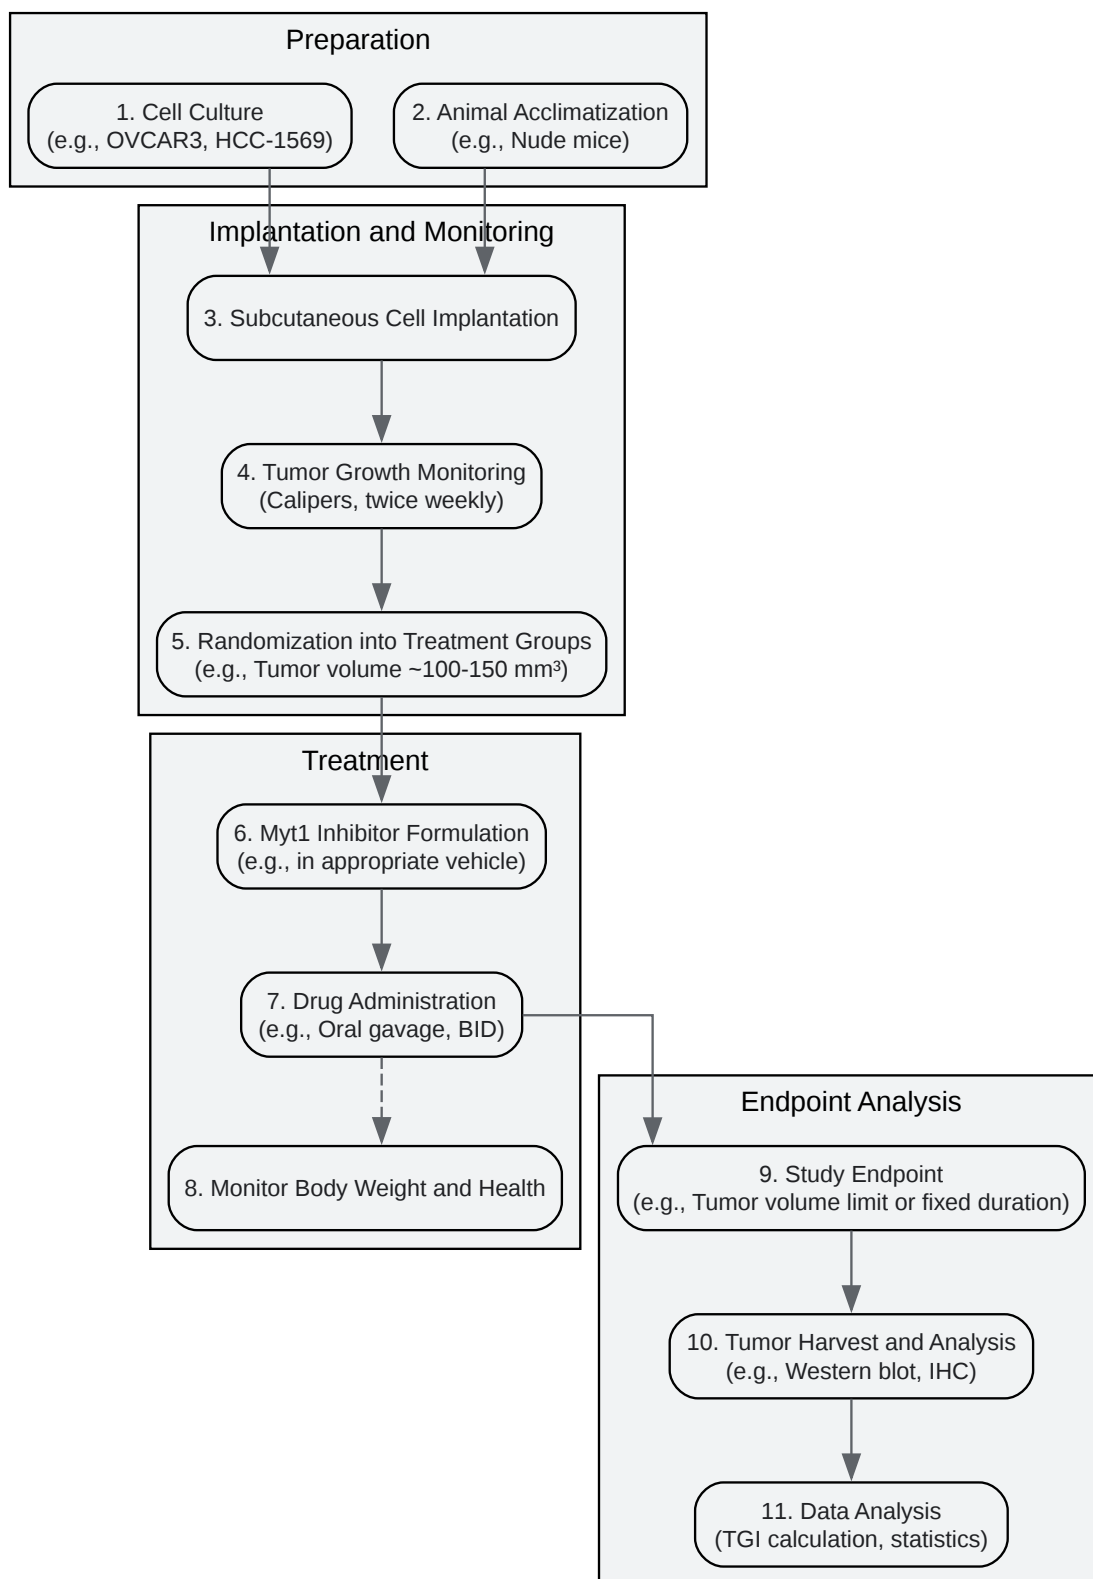 Preparation
1. Cell Culture
(e.g., OVCAR3, HCC-1569)
2. Animal Acclimatization
(e.g., Nude mice)
Implantation and Monitoring
3. Subcutaneous Cell Implantation
4. Tumor Growth Monitoring
(Calipers, twice weekly)
5. Randomization into Treatment Groups
(e.g., Tumor volume ~100-150 mm³)
Treatment
6. Myt1 Inhibitor Formulation
(e.g., in appropriate vehicle)
7. Drug Administration
(e.g., Oral gavage, BID)
8. Monitor Body Weight and Health
Endpoint Analysis
9. Study Endpoint
(e.g., Tumor volume limit or fixed duration)
10. Tumor Harvest and Analysis
(e.g., Western blot, IHC)
11. Data Analysis
(TGI calculation, statistics)